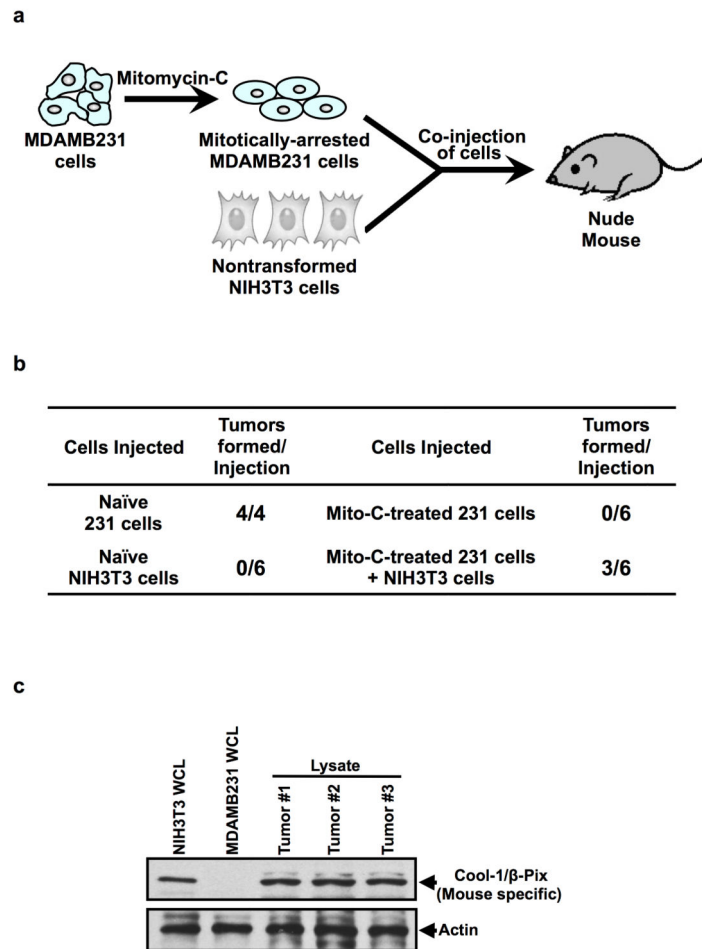 a
Mitomycin-C
MDAMB231
cells
Mitotically-arrested
MDAMB231 cells
Co-injection
of cells
Nontransformed
NIH3T3 cells
Nude
Mouse
b
Cells Injected
Tumors
formed/
Injection
Cells Injected
Tumors
formed/
Injection
Naïve
231 cells
4/4
Mito-C-treated 231 cells
0/6
Naïve
NIH3T3 cells
0/6
Mito-C-treated 231 cells
+ NIH3T3 cells
3/6
c
NIH3T3 WCL
MDAMB231 WCL
Lysate
Tumor #1
Tumor #2
Tumor #3
Cool-1/β-Pix
(Mouse specific)
Actin